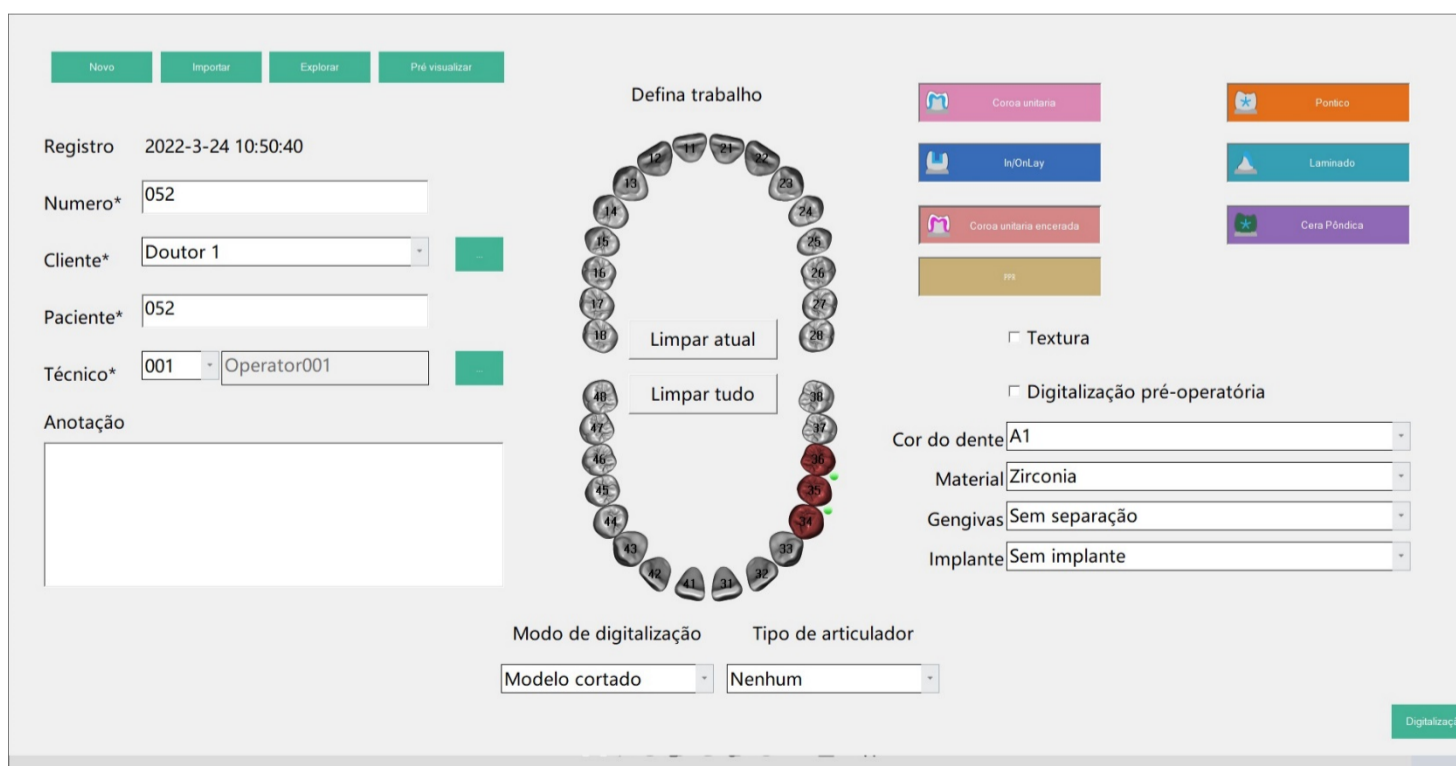 Novo
Importar
Explorar
Pré visualizar
Registro 2022-3-24 10:50:40
Numero* 052
Cliente* Doutor 1
...
Paciente* 052
Técnico* 001 Operator001
...
Anotação
Defina trabalho
11 21
12 22
13 23
14 24
15 25
16 26
17 27
18 28
Limpar atual
Limpar tudo
48 38
47 37
46 36
45 35
44 34
43 33
42 32
41 31
Modo de digitalização
Modelo cortado
Tipo de articulador
Nenhum
Coroa unitaria
Pontico
In/OnLay
Laminado
Coroa unitaria encerada
Cera Pôndica
Textura
Digitalização pré-operatória
Cor do dente A1
Material Zirconia
Gengivas Sem separação
Implante Sem implante
Digitalizaçã